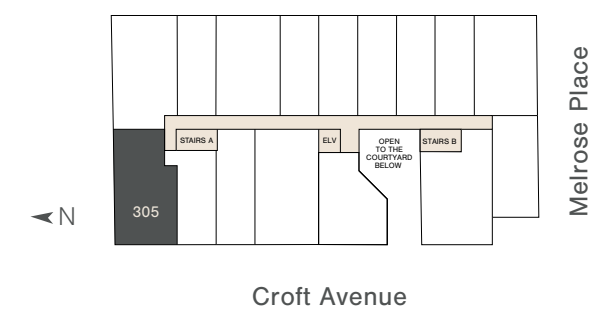 STAIRS A
ELV
OPEN
TO THE
COURTYARD
BELOW
STAIRS B
305
N
Melrose Place
Croft Avenue